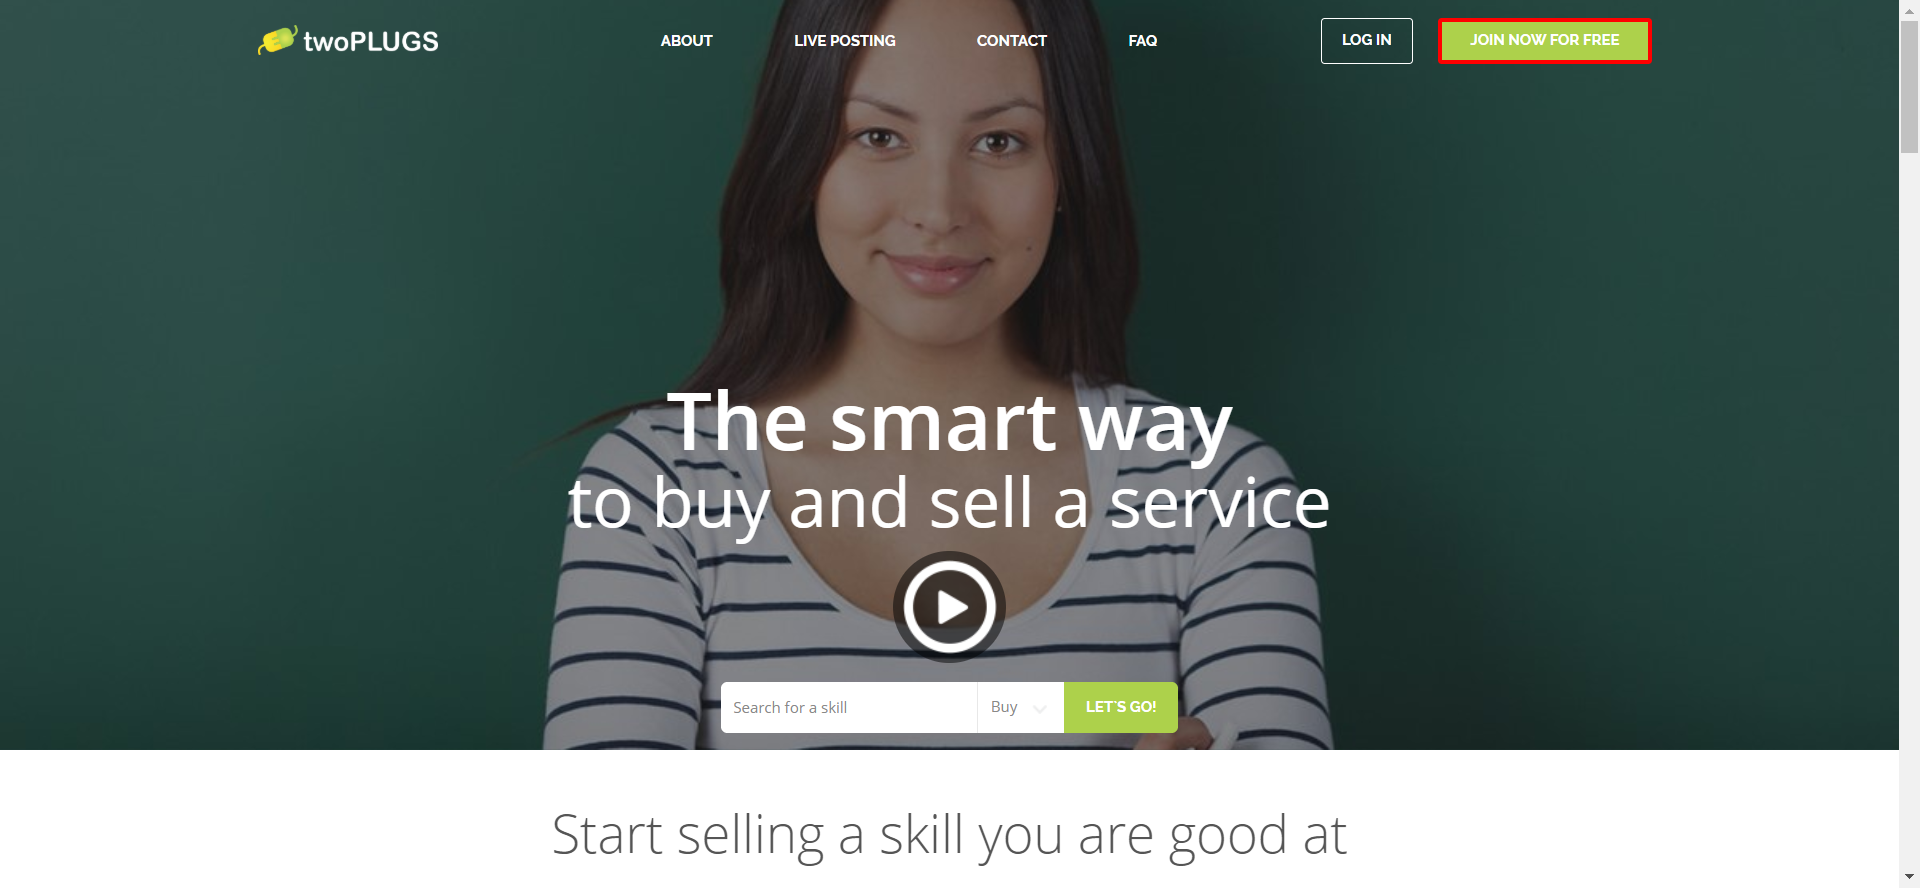 twoPLUGS
ABOUT
LIVE POSTING
CONTACT
FAQ
LOG IN
JOIN NOW FOR FREE
The smart way
to buy and sell a service
Search for a skill
Buy
LET'S GO!
Start selling a skill you are good at